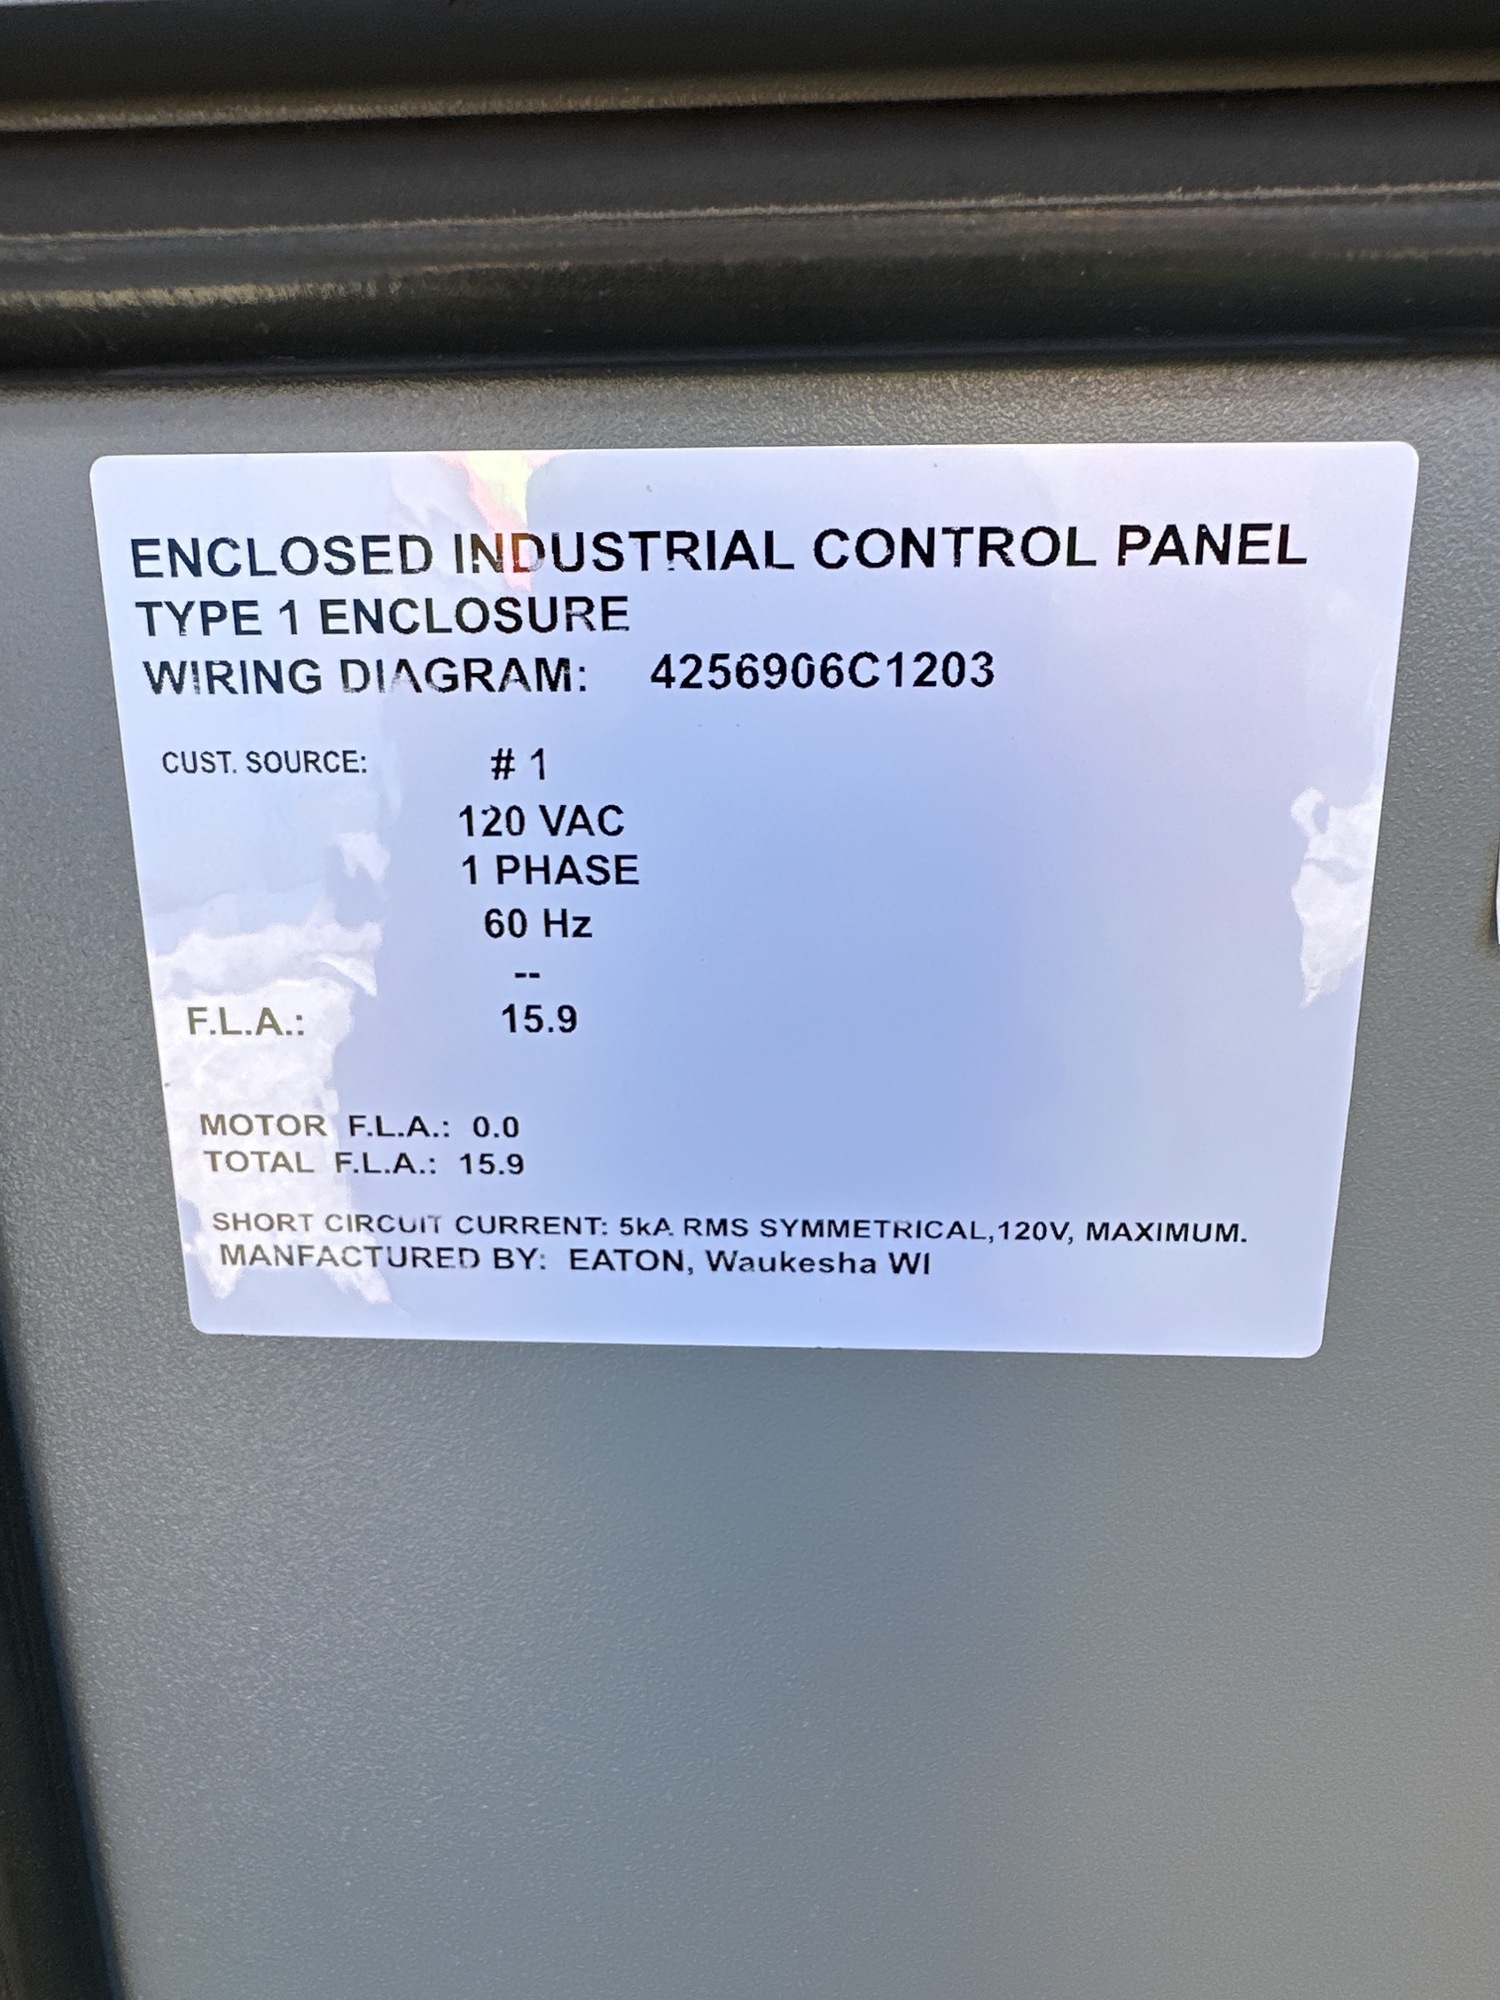 ENCLOSED INDUSTRIAL CONTROL PANEL
TYPE 1 ENCLOSURE
WIRING DIAGRAM: 4256906C1203
CUST. SOURCE: # 1
120 VAC
1 PHASE
60 Hz
--
F.L.A.: 15.9
MOTOR F.L.A.: 0.0
TOTAL F.L.A.: 15.9
SHORT CIRCUIT CURRENT: 5kA RMS SYMMETRICAL,120V, MAXIMUM.
MANFACTURED BY: EATON, Waukesha WI